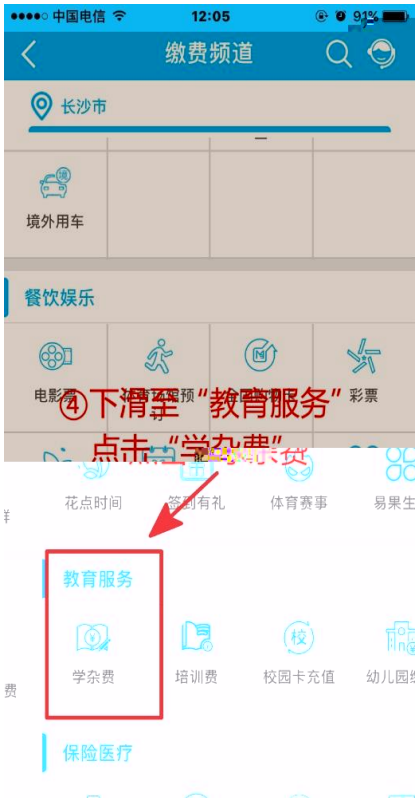 中国电信 12:05 91%
缴费频道
长沙市
境外用车
餐饮娱乐
电影票 彩票
④下滑至“教育服务”
点击“学杂费”
花点时间 签到有礼 体育赛事 易果生
群
教育服务
学杂费 培训费 校园卡充值 幼儿园缴
费
保险医疗